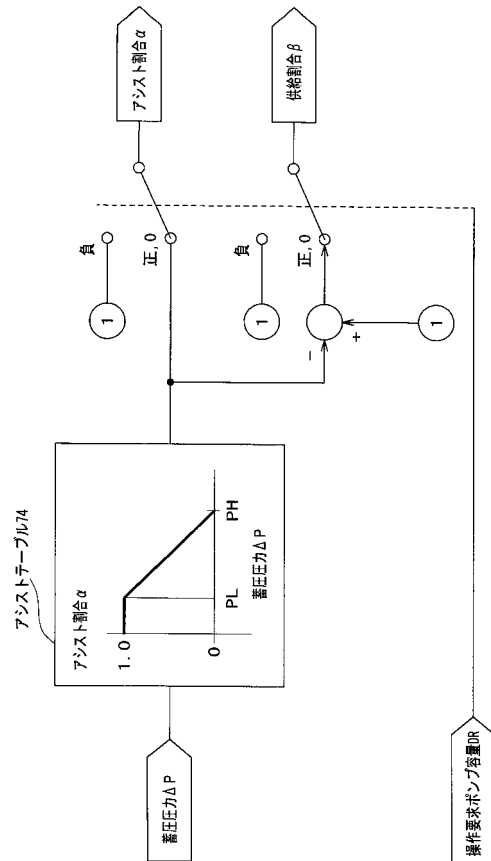 アシスト割合α
供給割合β
負
正, 0
1
負
正, 0
1
-
+
1
アシストテーブル74
アシスト割合α
1. 0
0
PL
PH
蓄圧圧力ΔP
蓄圧圧力ΔP
操作要求ポンプ容量DR